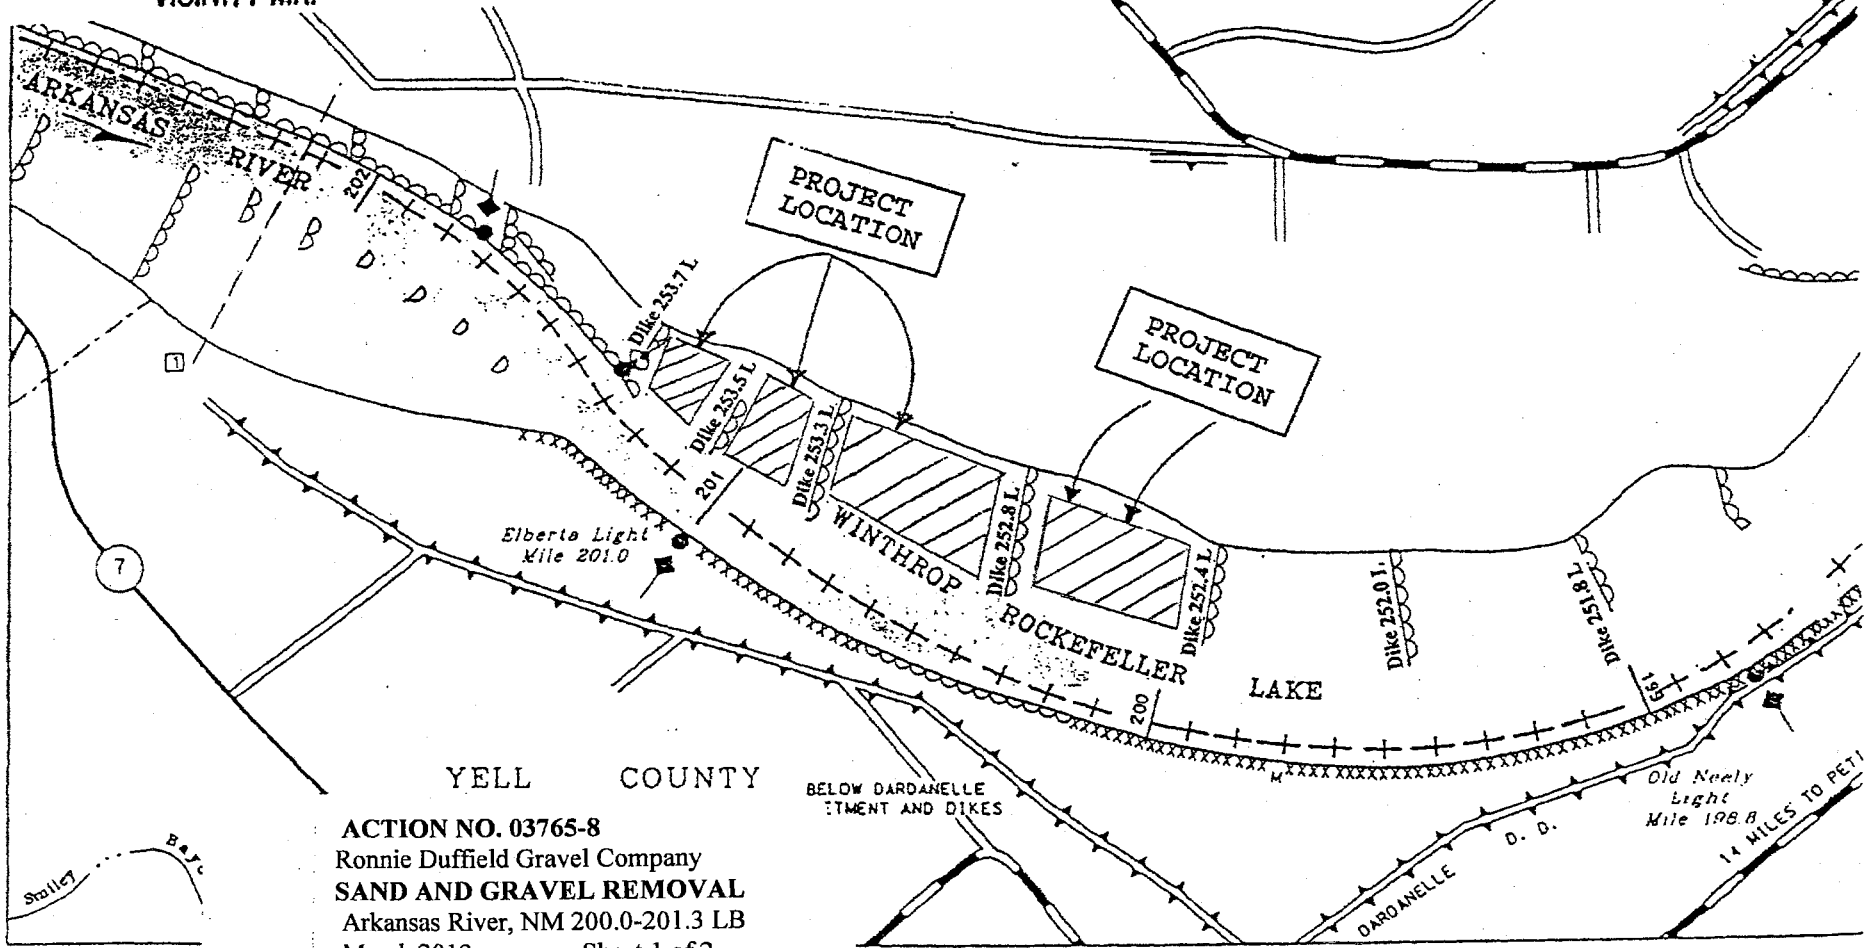 ARKANSAS
RIVER
202
PROJECT
LOCATION
PROJECT
LOCATION
Dike 253.7 L
Dike 253.5 L
Dike 253.3 L
Dike 252.8 L
Dike 252.4 L
Dike 252.0 L
Dike 251.8 L
1
201
WINTHROP ROCKEFELLER LAKE
Elberta Light
Mile 201.0
7
200
199
M
YELL COUNTY
BELOW DARDANELLE
AND DIKES
Old Neely
Light
Mile 198.8
14 MILES TO
DARDANELLE D. D.
Smiley
ACTION NO. 03765-8
Ronnie Duffield Gravel Company
SAND AND GRAVEL REMOVAL
Arkansas River, NM 200.0-201.3 LB